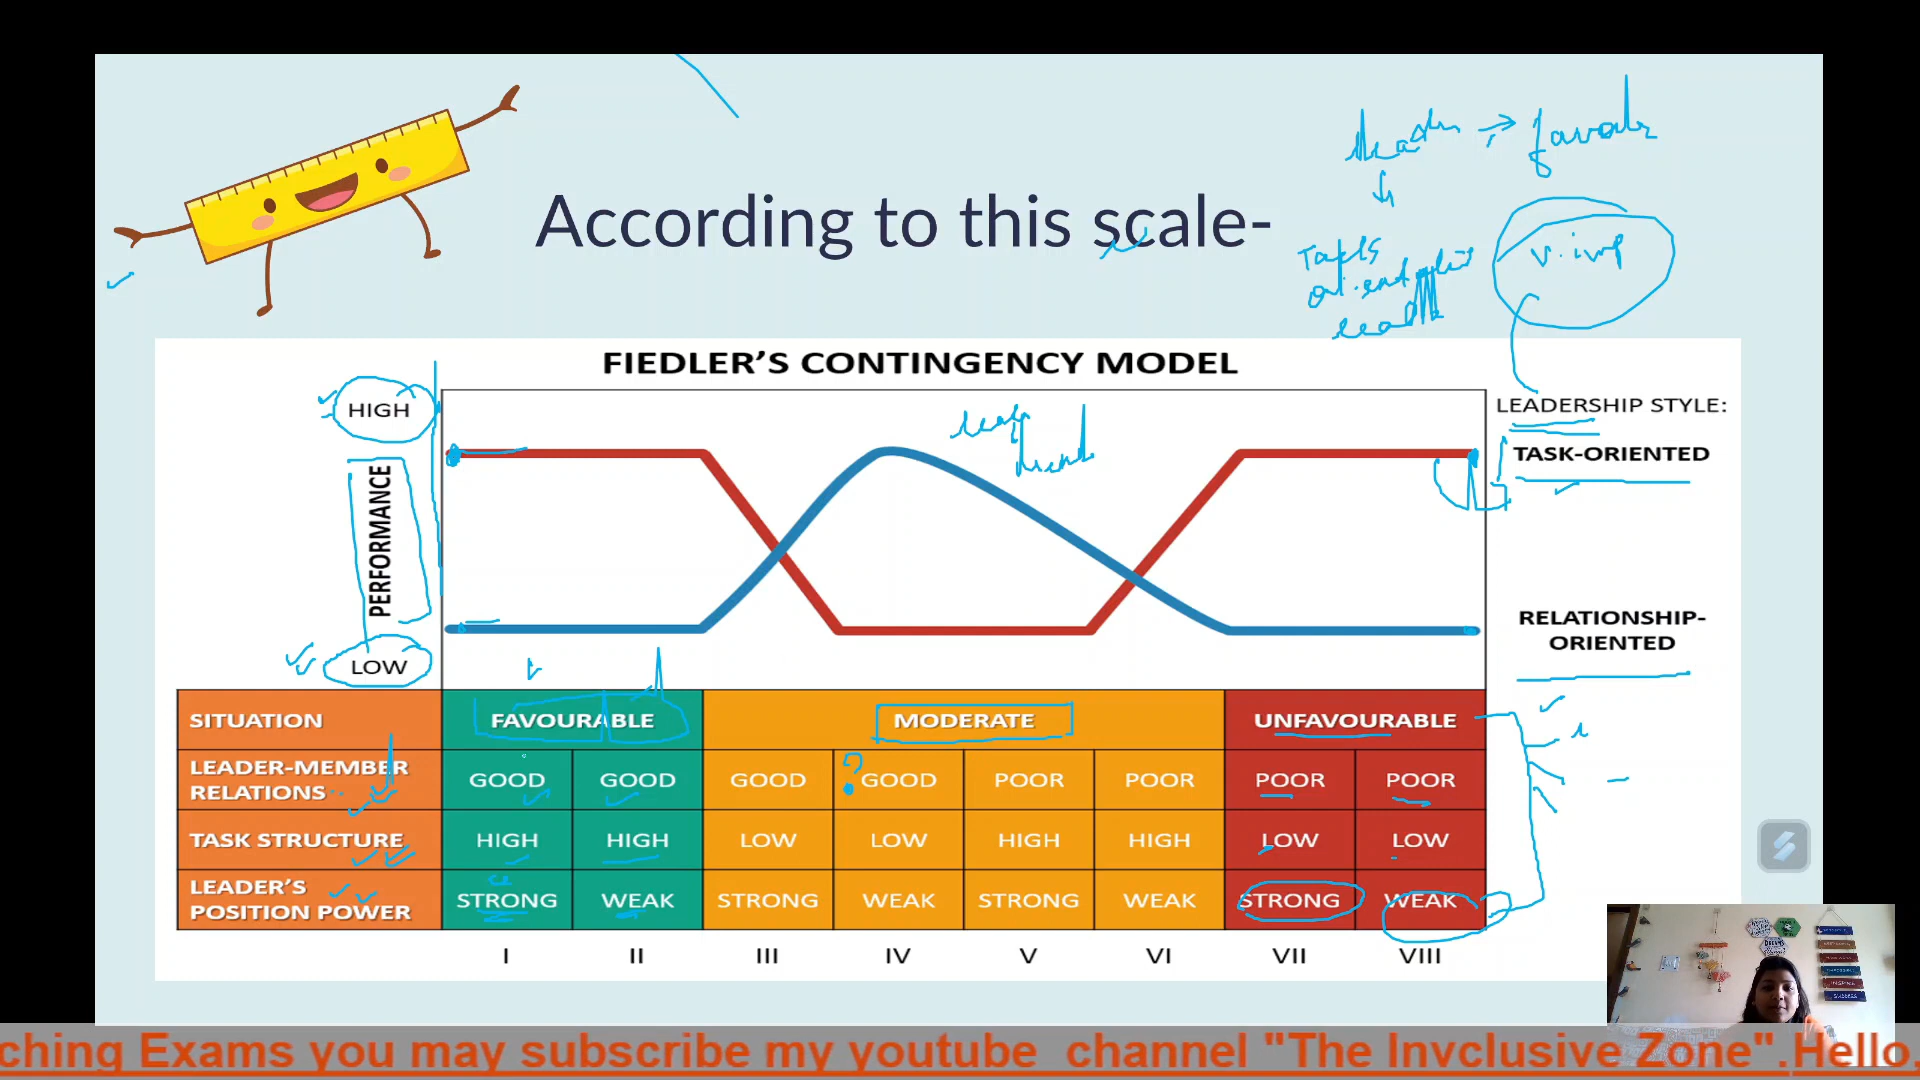 According to this scale-
v. imp
FIEDLER'S CONTINGENCY MODEL
HIGH
PERFORMANCE
LOW
LEADERSHIP STYLE:
TASK-ORIENTED
RELATIONSHIP-
ORIENTED
SITUATION FAVOURABLE MODERATE UNFAVOURABLE
LEADER-MEMBER
RELATIONS GOOD GOOD GOOD GOOD POOR POOR POOR POOR
TASK STRUCTURE HIGH HIGH LOW LOW HIGH HIGH LOW LOW
LEADER'S
POSITION POWER STRONG WEAK STRONG WEAK STRONG WEAK STRONG WEAK
I II III IV V VI VII VIII
ching Exams you may subscribe my youtube channel "The Invclusive Zone".Hello.